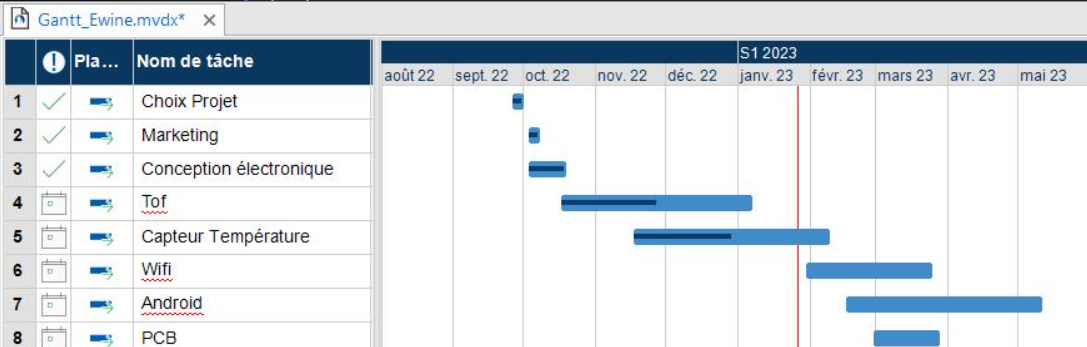 Gantt_Ewine.mvdx*
Pla... Nom de tâche
S1 2023
août 22 sept. 22 oct. 22 nov. 22 déc. 22 janv. 23 févr. 23 mars 23 avr. 23 mai 23
1 Choix Projet
2 Marketing
3 Conception électronique
4 Tof
5 Capteur Température
6 Wifi
7 Android
8 PCB